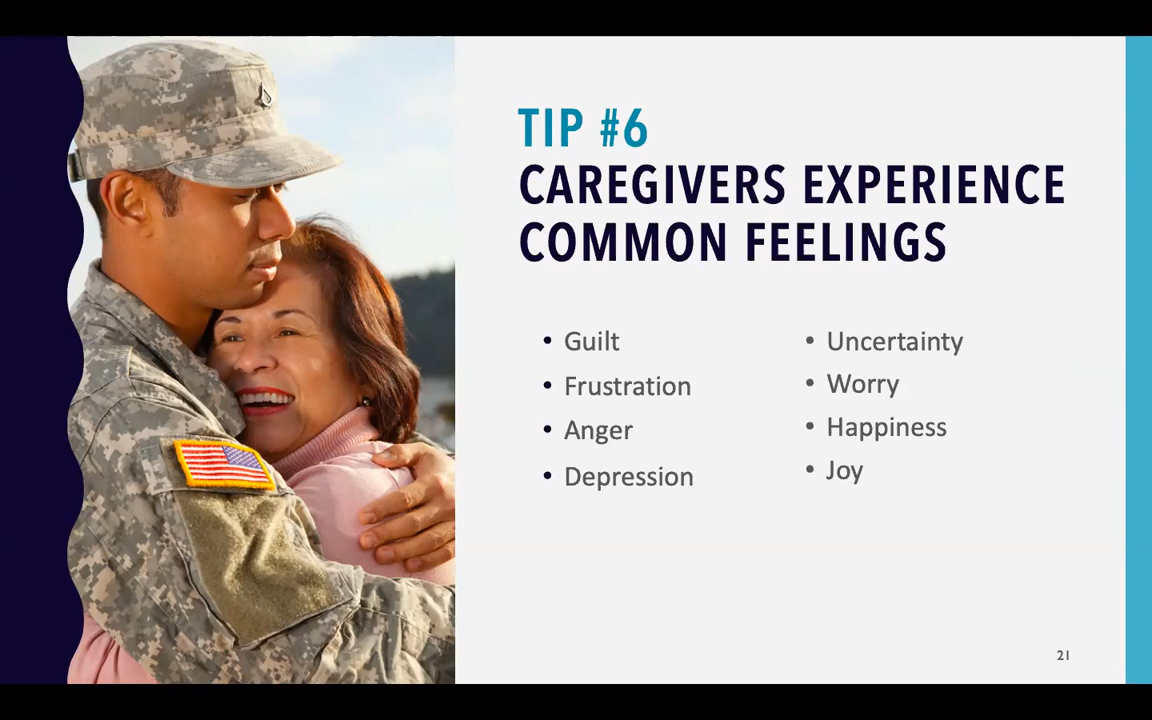 TIP #6
CAREGIVERS EXPERIENCE
COMMON FEELINGS
• Guilt
• Frustration
• Anger
• Depression
• Uncertainty
• Worry
• Happiness
• Joy
21